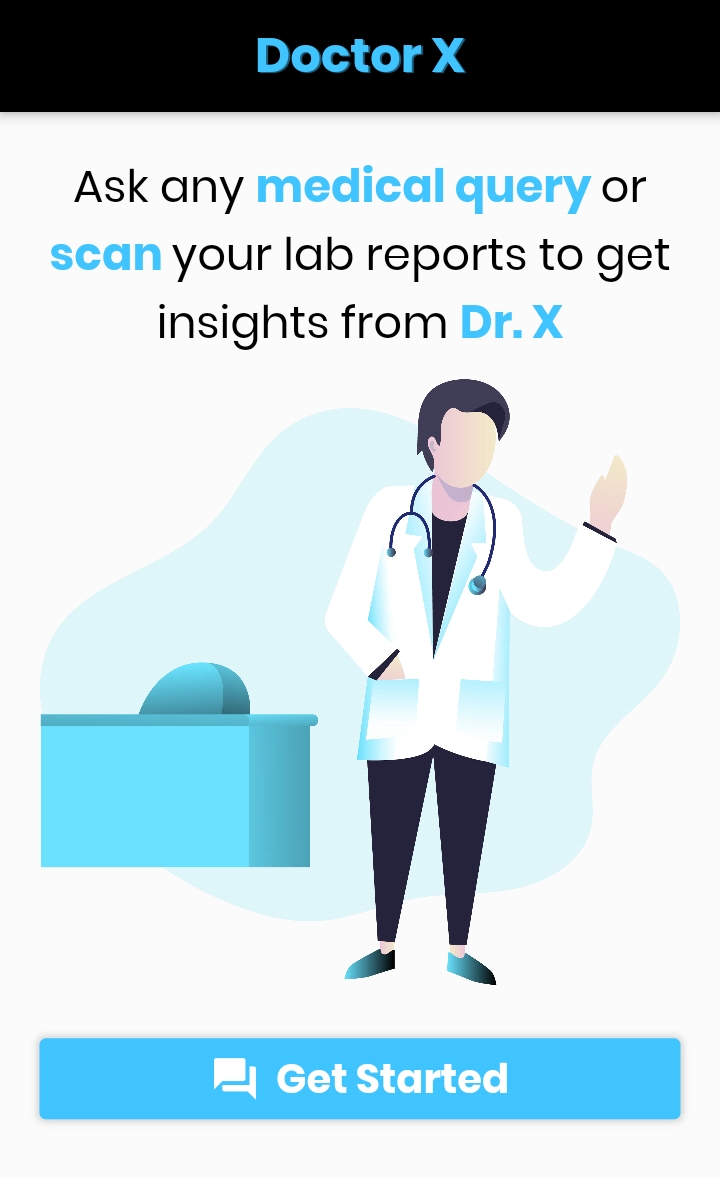 Doctor X
Ask any medical query or
scan your lab reports to get
insights from Dr. X
Get Started